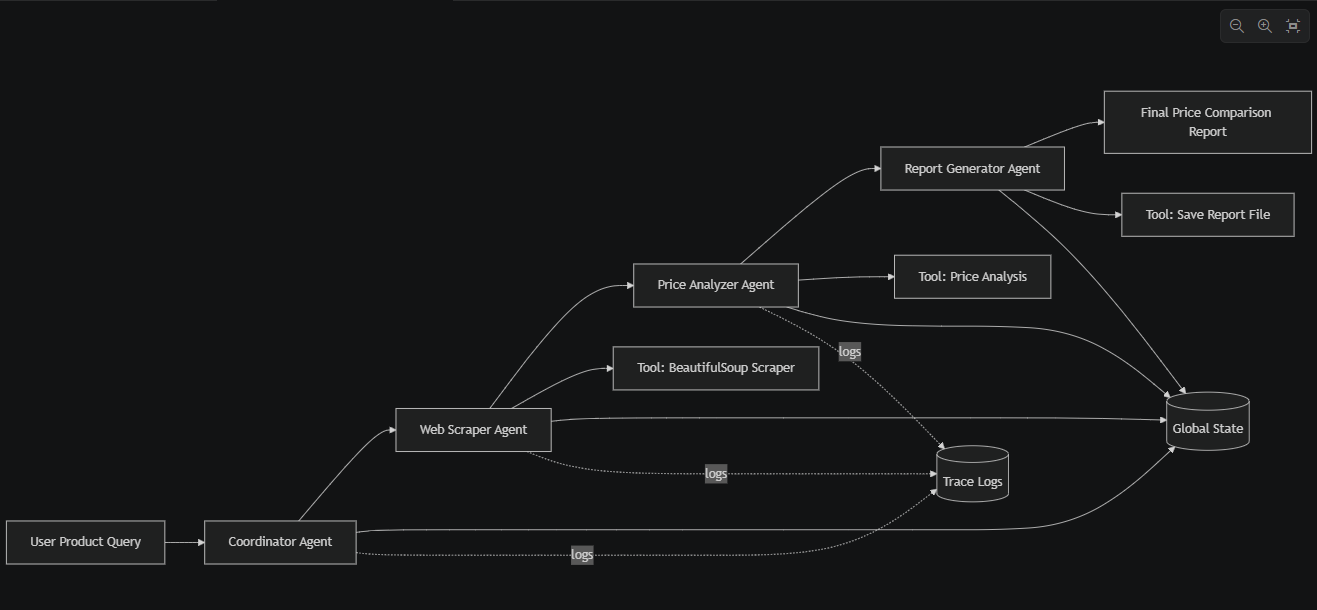 Final Price Comparison
Report
Report Generator Agent
Tool: Save Report File
Price Analyzer Agent
Tool: Price Analysis
logs
Tool: BeautifulSoup Scraper
Web Scraper Agent
Global State
logs
Trace Logs
User Product Query
Coordinator Agent
logs